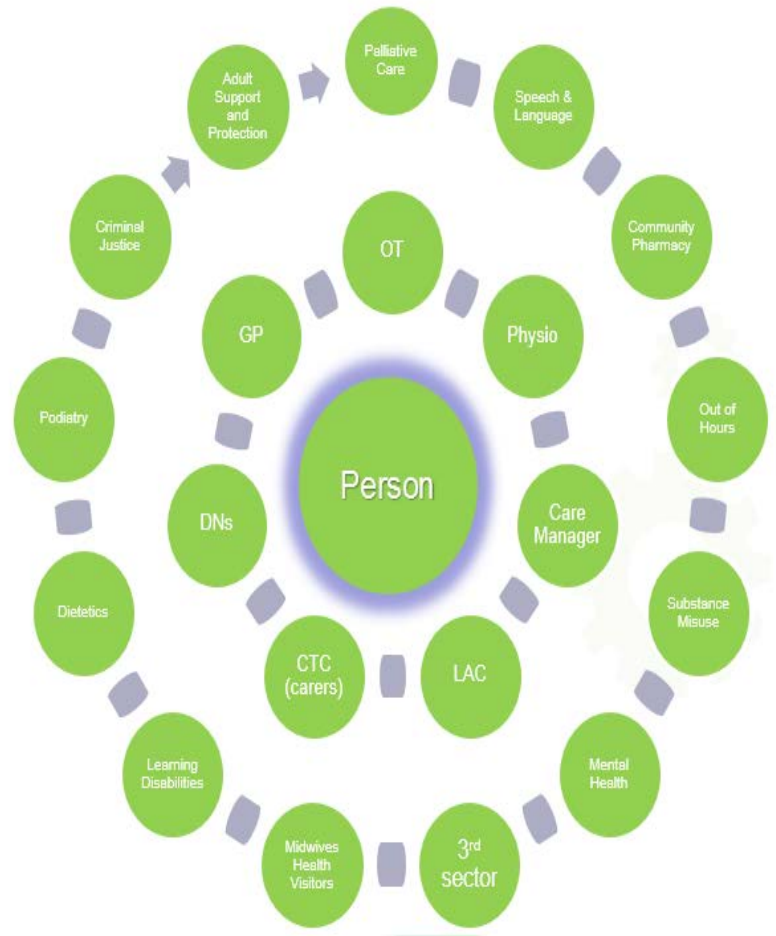 Palliative
Care
Speech &
Language
Community
Pharmacy
Out of
Hours
Substance
Misuse
Mental
Health
3rd
sector
Midwives
Health
Visitors
Learning
Disabilities
Dietetics
Podiatry
Criminal
Justice
Adult
Support
and
Protection
OT
Physio
Care
Manager
LAC
CTC
(carers)
DNs
GP
Person